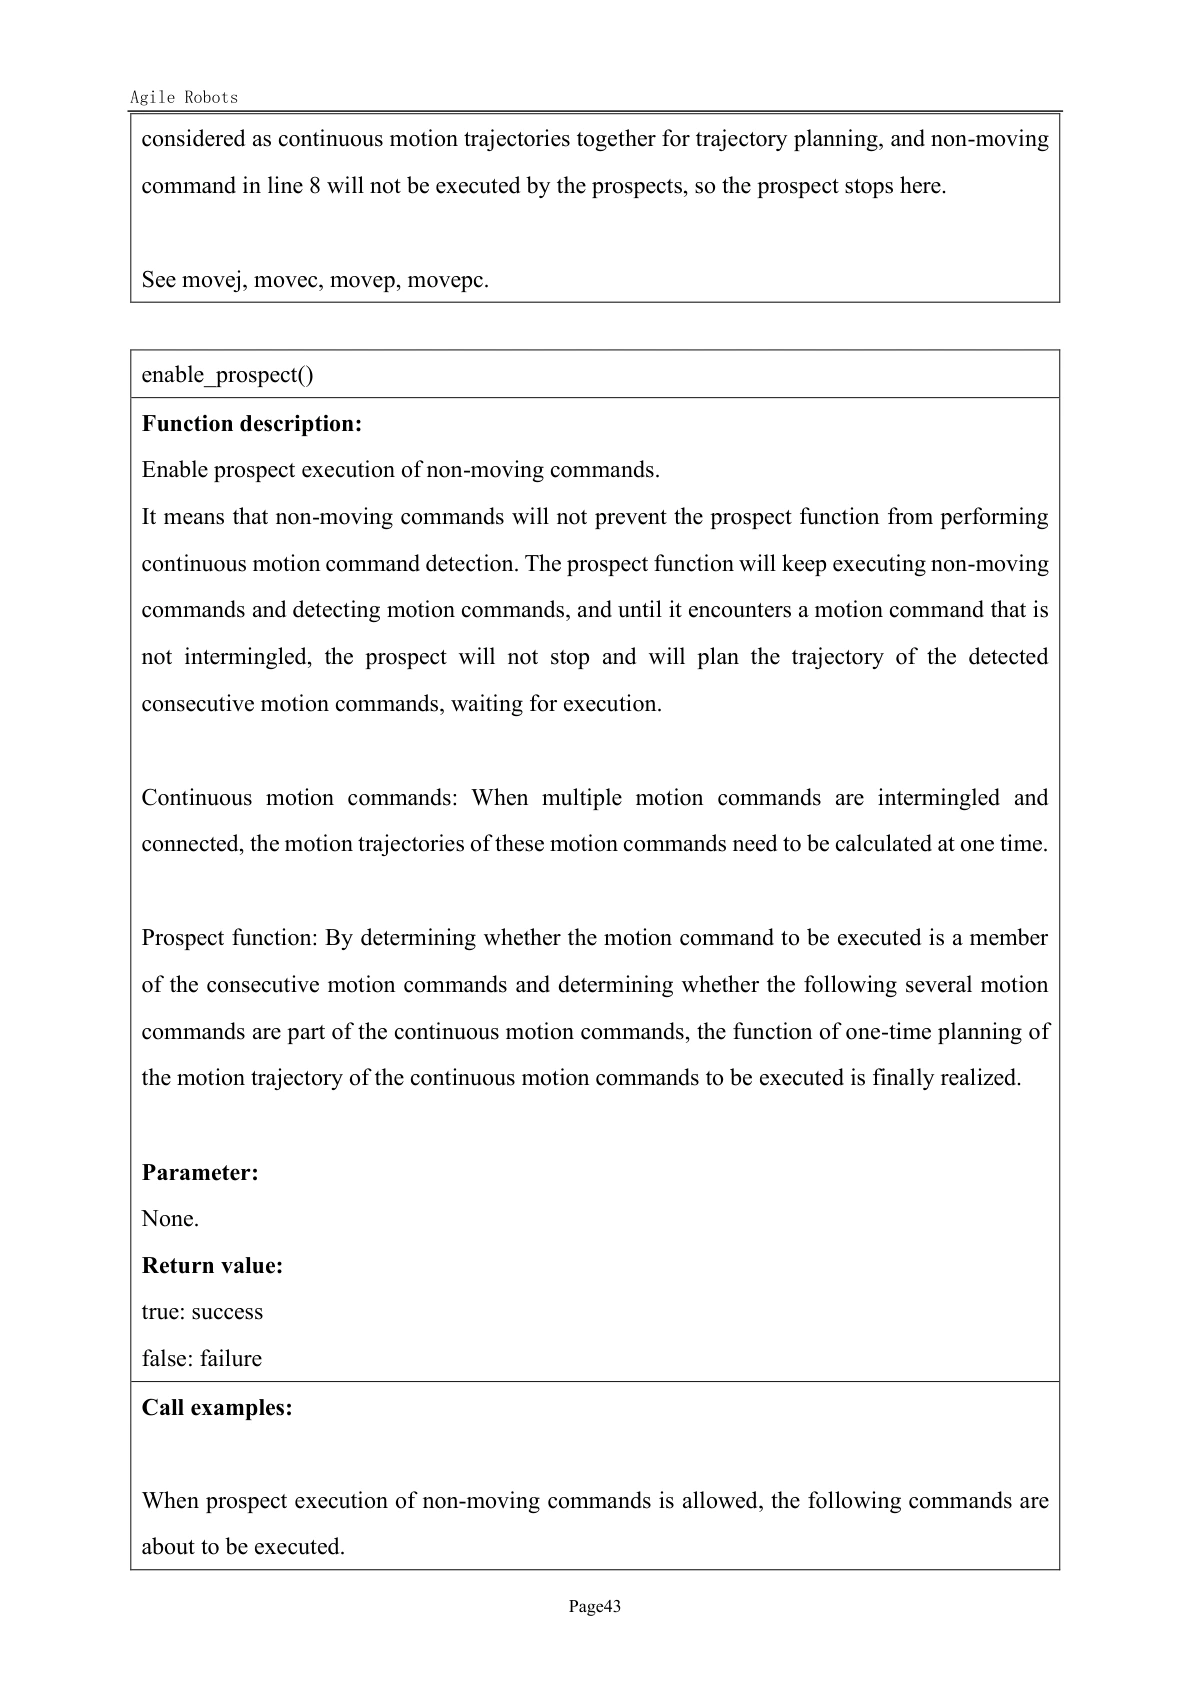 Agile Robots
considered as continuous motion trajectories together for trajectory planning, and non-moving
command in line 8 will not be executed by the prospects, so the prospect stops here.
See movej, movec, movep, movepc.
enable_prospect()
Function description:
Enable prospect execution of non-moving commands.
It means that non-moving commands will not prevent the prospect function from performing
continuous motion command detection. The prospect function will keep executing non-moving
commands and detecting motion commands, and until it encounters a motion command that is
not intermingled, the prospect will not stop and will plan the trajectory of the detected
consecutive motion commands, waiting for execution.
Continuous motion commands: When multiple motion commands are intermingled and
connected, the motion trajectories of these motion commands need to be calculated at one time.
Prospect function: By determining whether the motion command to be executed is a member
of the consecutive motion commands and determining whether the following several motion
commands are part of the continuous motion commands, the function of one-time planning of
the motion trajectory of the continuous motion commands to be executed is finally realized.
Parameter:
None.
Return value:
true: success
false: failure
Call examples:
When prospect execution of non-moving commands is allowed, the following commands are
about to be executed.
Page43